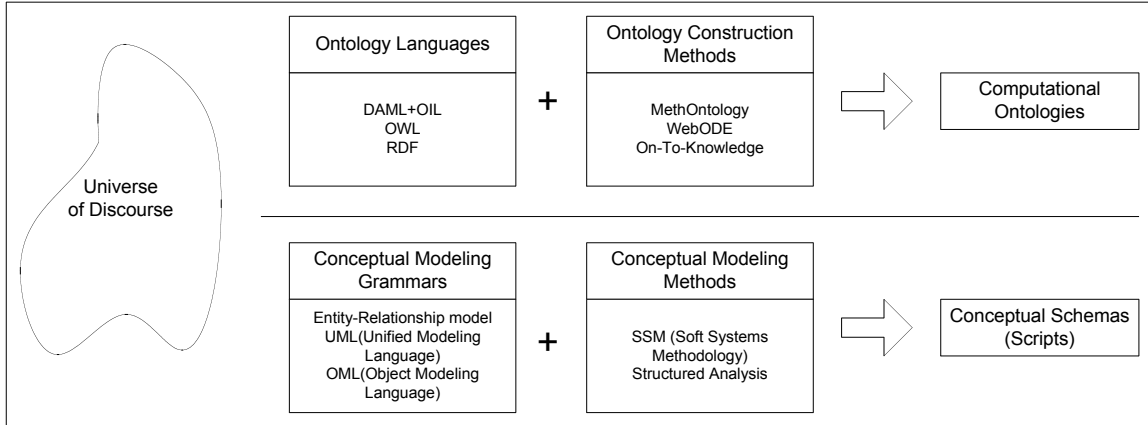 Universe
of Discourse
Ontology Languages
DAML+OIL
OWL
RDF
+
Ontology Construction
Methods
MethOntology
WebODE
On-To-Knowledge
Computational
Ontologies
Conceptual Modeling
Grammars
Entity-Relationship model
UML(Unified Modeling
Language)
OML(Object Modeling
Language)
+
Conceptual Modeling
Methods
SSM (Soft Systems
Methodology)
Structured Analysis
Conceptual Schemas
(Scripts)